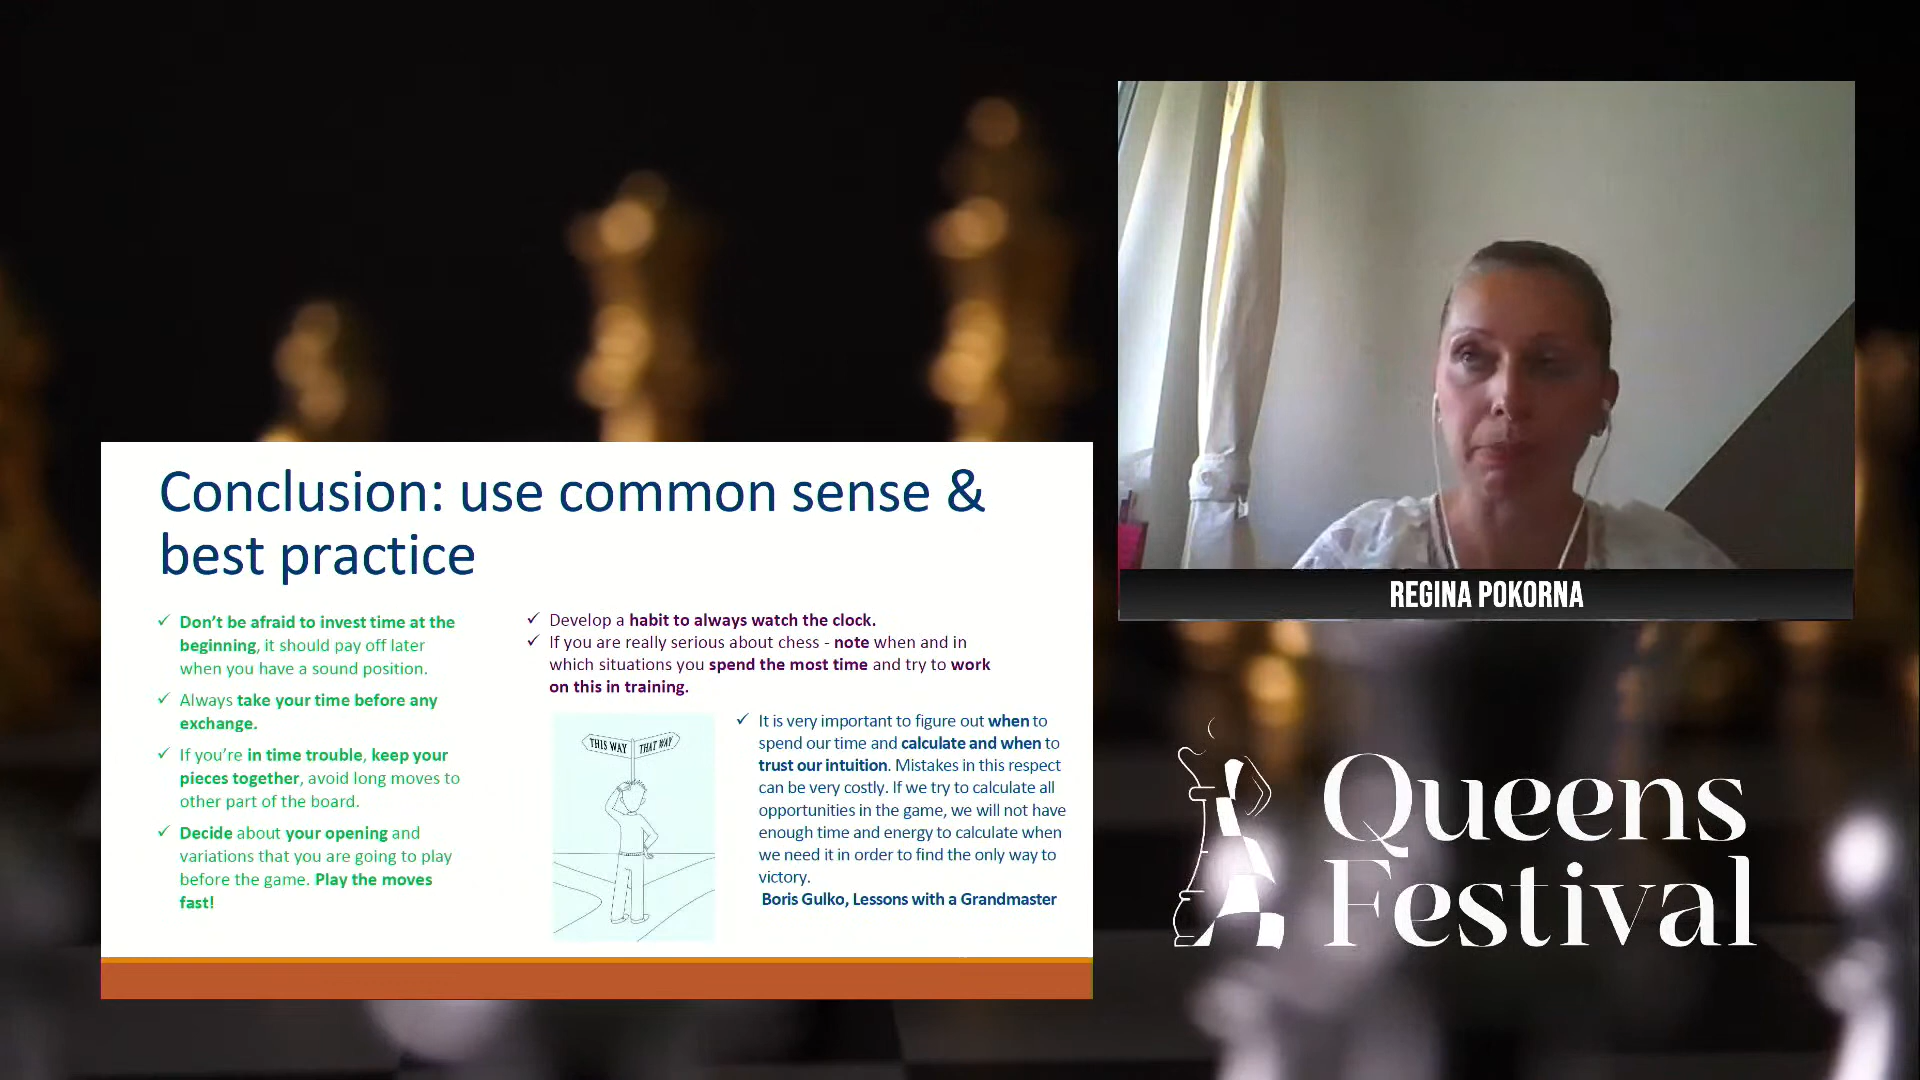 Conclusion: use common sense &
best practice
✓ Don't be afraid to invest time at the
beginning, it should pay off later
when you have a sound position.
✓ Always take your time before any
exchange.
✓ If you're in time trouble, keep your
pieces together, avoid long moves to
other part of the board.
✓ Decide about your opening and
variations that you are going to play
before the game. Play the moves
fast!
✓ Develop a habit to always watch the clock.
✓ If you are really serious about chess - note when and in
which situations you spend the most time and try to work
on this in training.
THIS WAY THAT WAY
✓ It is very important to figure out when to
spend our time and calculate and when to
trust our intuition. Mistakes in this respect
can be very costly. If we try to calculate all
opportunities in the game, we will not have
enough time and energy to calculate when
we need it in order to find the only way to
victory.
Boris Gulko, Lessons with a Grandmaster
REGINA POKORNA
Queens
Festival